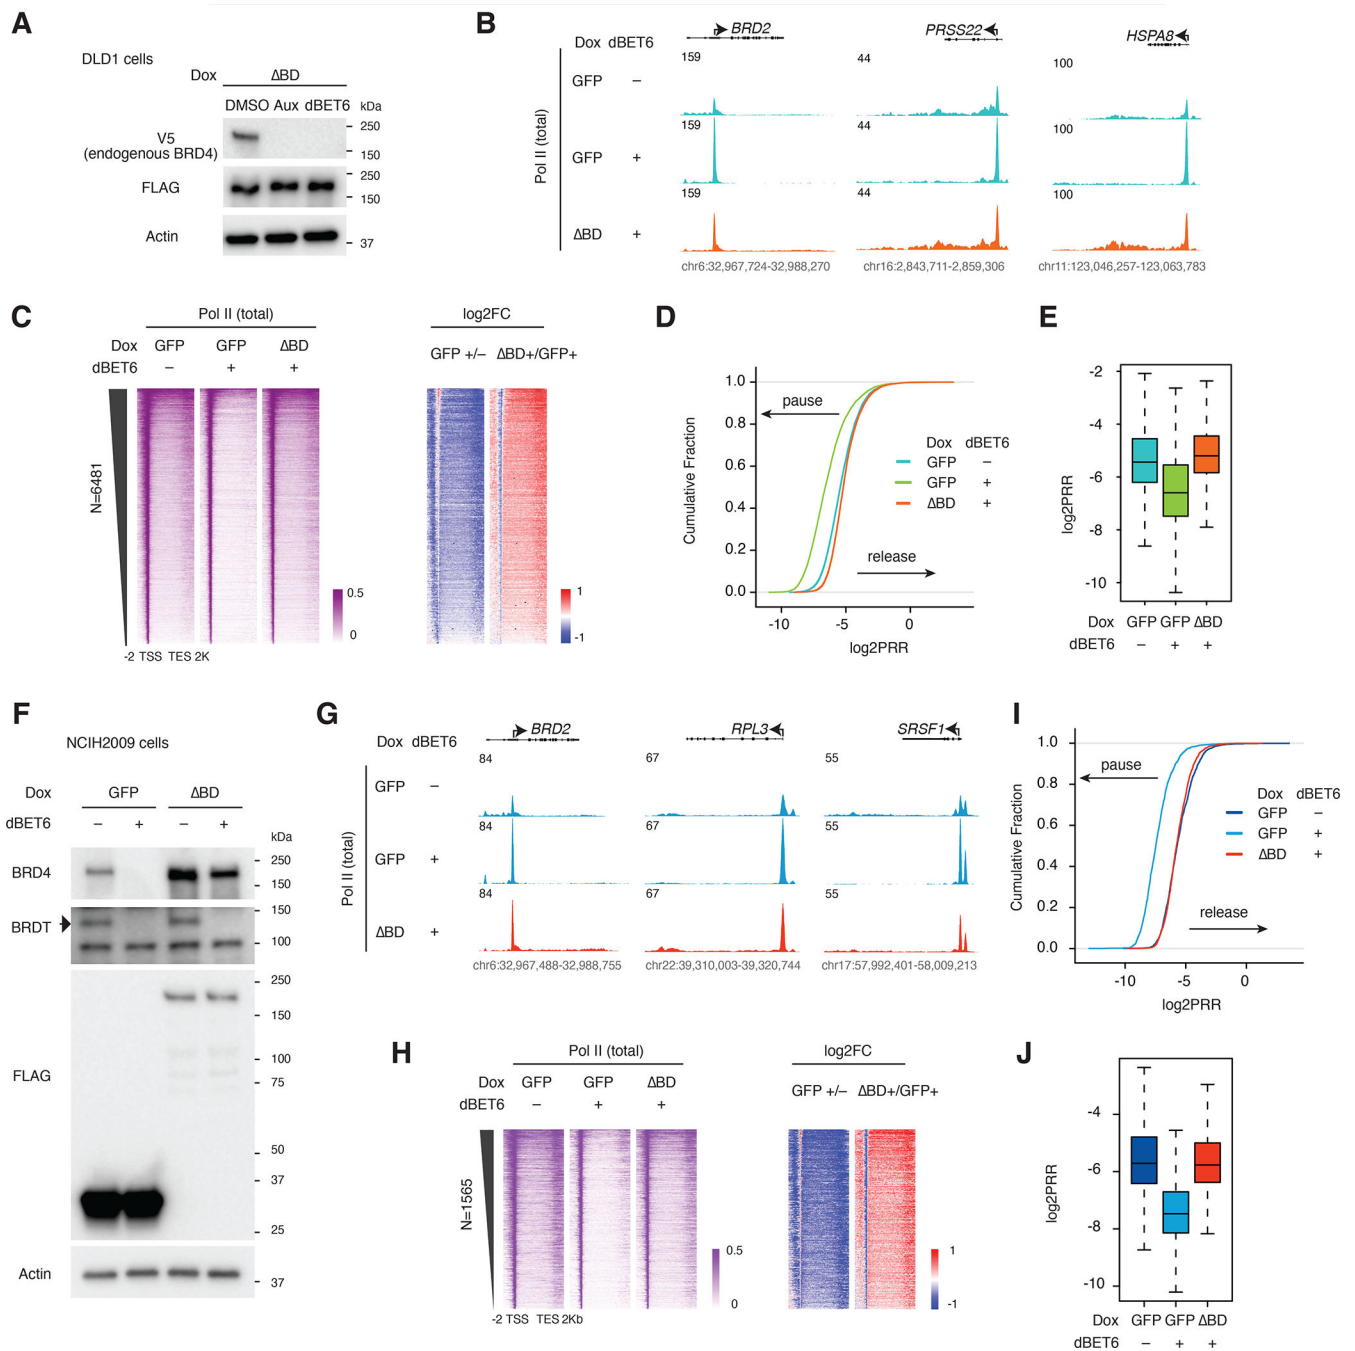 A
DLD1 cells
Dox ΔBD
DMSO Aux dBET6 kDa
V5
(endogenous BRD4)
250
150
FLAG
250
150
Actin
37
B
BRD2 PRSS22 HSPA8
Dox dBET6
159 44 100
GFP –
159 44 100
GFP +
159 44 100
ΔBD +
Pol II (total)
chr6:32,967,724-32,988,270 chr16:2,843,711-2,859,306 chr11:123,046,257-123,063,783
C
Pol II (total) log2FC
Dox GFP GFP ΔBD
dBET6 – + +
GFP +/– ΔBD+/GFP+
N=6481
0.5
0
1
-1
-2 TSS TES 2K
D
1.0
0.8
0.6
0.4
0.2
0.0
Cumulative Fraction
pause
Dox dBET6
GFP –
GFP +
ΔBD +
release
-10 -5 0
log2PRR
E
-2
-4
-6
-8
-10
log2PRR
Dox GFP GFP ΔBD
dBET6 – + +
F
NCIH2009 cells
Dox GFP ΔBD
dBET6 – + – +
kDa
BRD4
250
150
BRDT
150
100
FLAG
250
150
100
75
50
37
25
Actin
37
G
BRD2 RPL3 SRSF1
Dox dBET6
84 67 55
GFP –
84 67 55
GFP +
84 67 55
ΔBD +
Pol II (total)
chr6:32,967,488-32,988,755 chr22:39,310,003-39,320,744 chr17:57,992,401-58,009,213
H
Pol II (total) log2FC
Dox GFP GFP ΔBD
dBET6 – + +
GFP +/– ΔBD+/GFP+
N=1565
0.5
0
1
-1
-2 TSS TES 2Kb
I
1.0
0.8
0.6
0.4
0.2
0.0
Cumulative Fraction
pause
Dox dBET6
GFP –
GFP +
ΔBD +
release
-10 -5 0
log2PRR
J
-4
-6
-8
-10
log2PRR
Dox GFP GFP ΔBD
dBET6 – + +